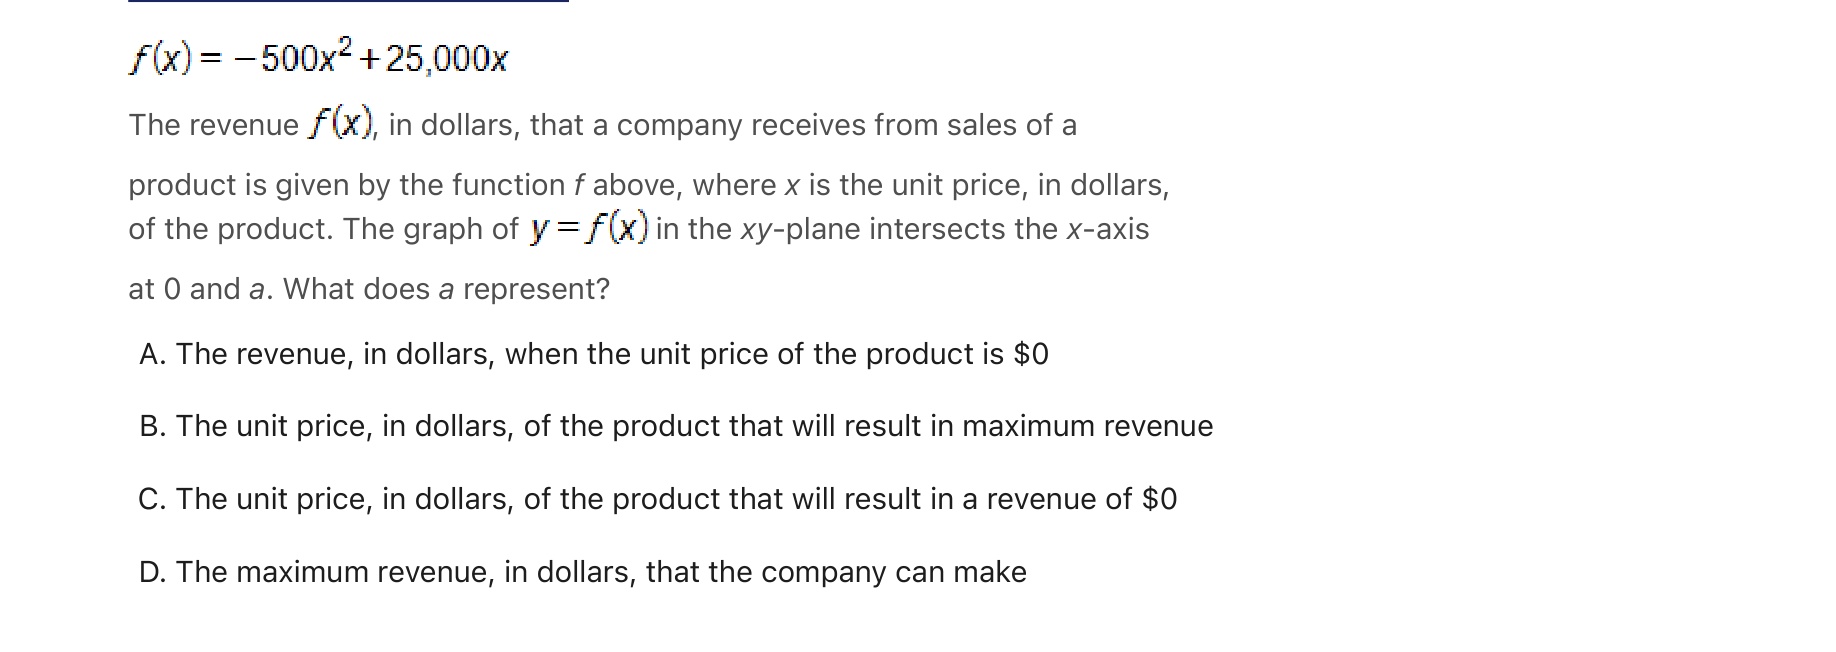 f(x) = −500x² + 25,000x
The revenue f(x), in dollars, that a company receives from sales of a
product is given by the function f above, where x is the unit price, in dollars,
of the product. The graph of y = f(x) in the xy-plane intersects the x-axis
at 0 and a. What does a represent?
A. The revenue, in dollars, when the unit price of the product is $0
B. The unit price, in dollars, of the product that will result in maximum revenue
C. The unit price, in dollars, of the product that will result in a revenue of $0
D. The maximum revenue, in dollars, that the company can make